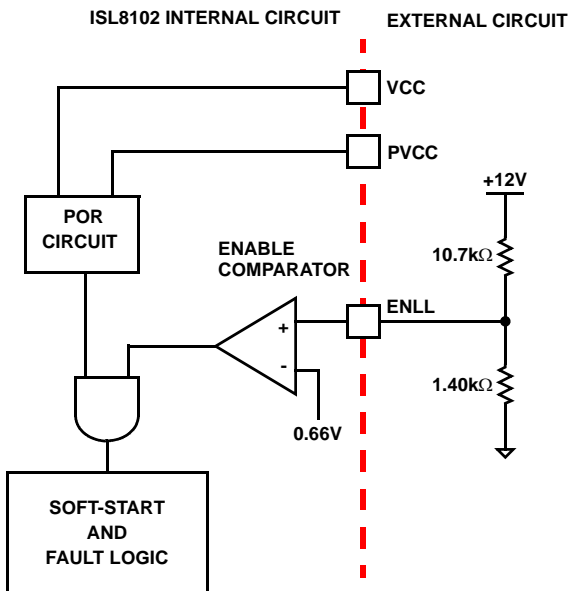 ISL8102 INTERNAL CIRCUIT
EXTERNAL CIRCUIT
VCC
PVCC
+12V
POR
CIRCUIT
10.7kΩ
ENABLE
COMPARATOR
ENLL
+
-
1.40kΩ
0.66V
SOFT-START
AND
FAULT LOGIC